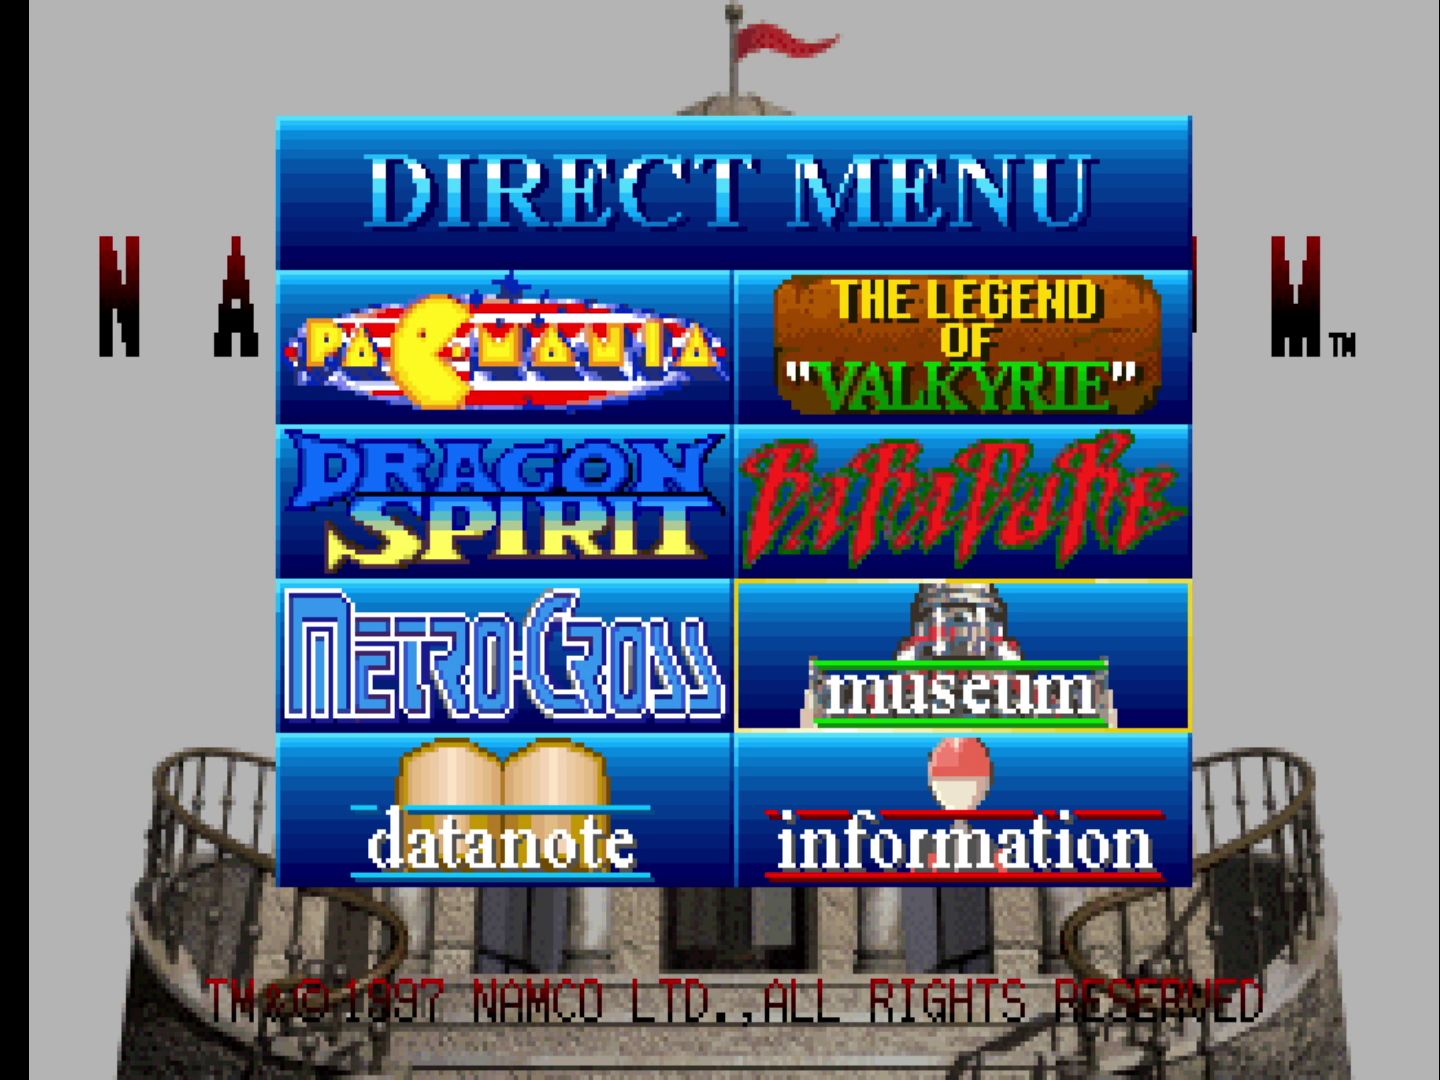 DIRECT MENU
N A M
TM
PAC-MANIA
THE LEGEND
OF
"VALKYRIE"
DRAGON
SPIRIT
BARADUKE
METRO-CROSS
museum
datanote
information
TM & © 1997 NAMCO LTD., ALL RIGHTS RESERVED